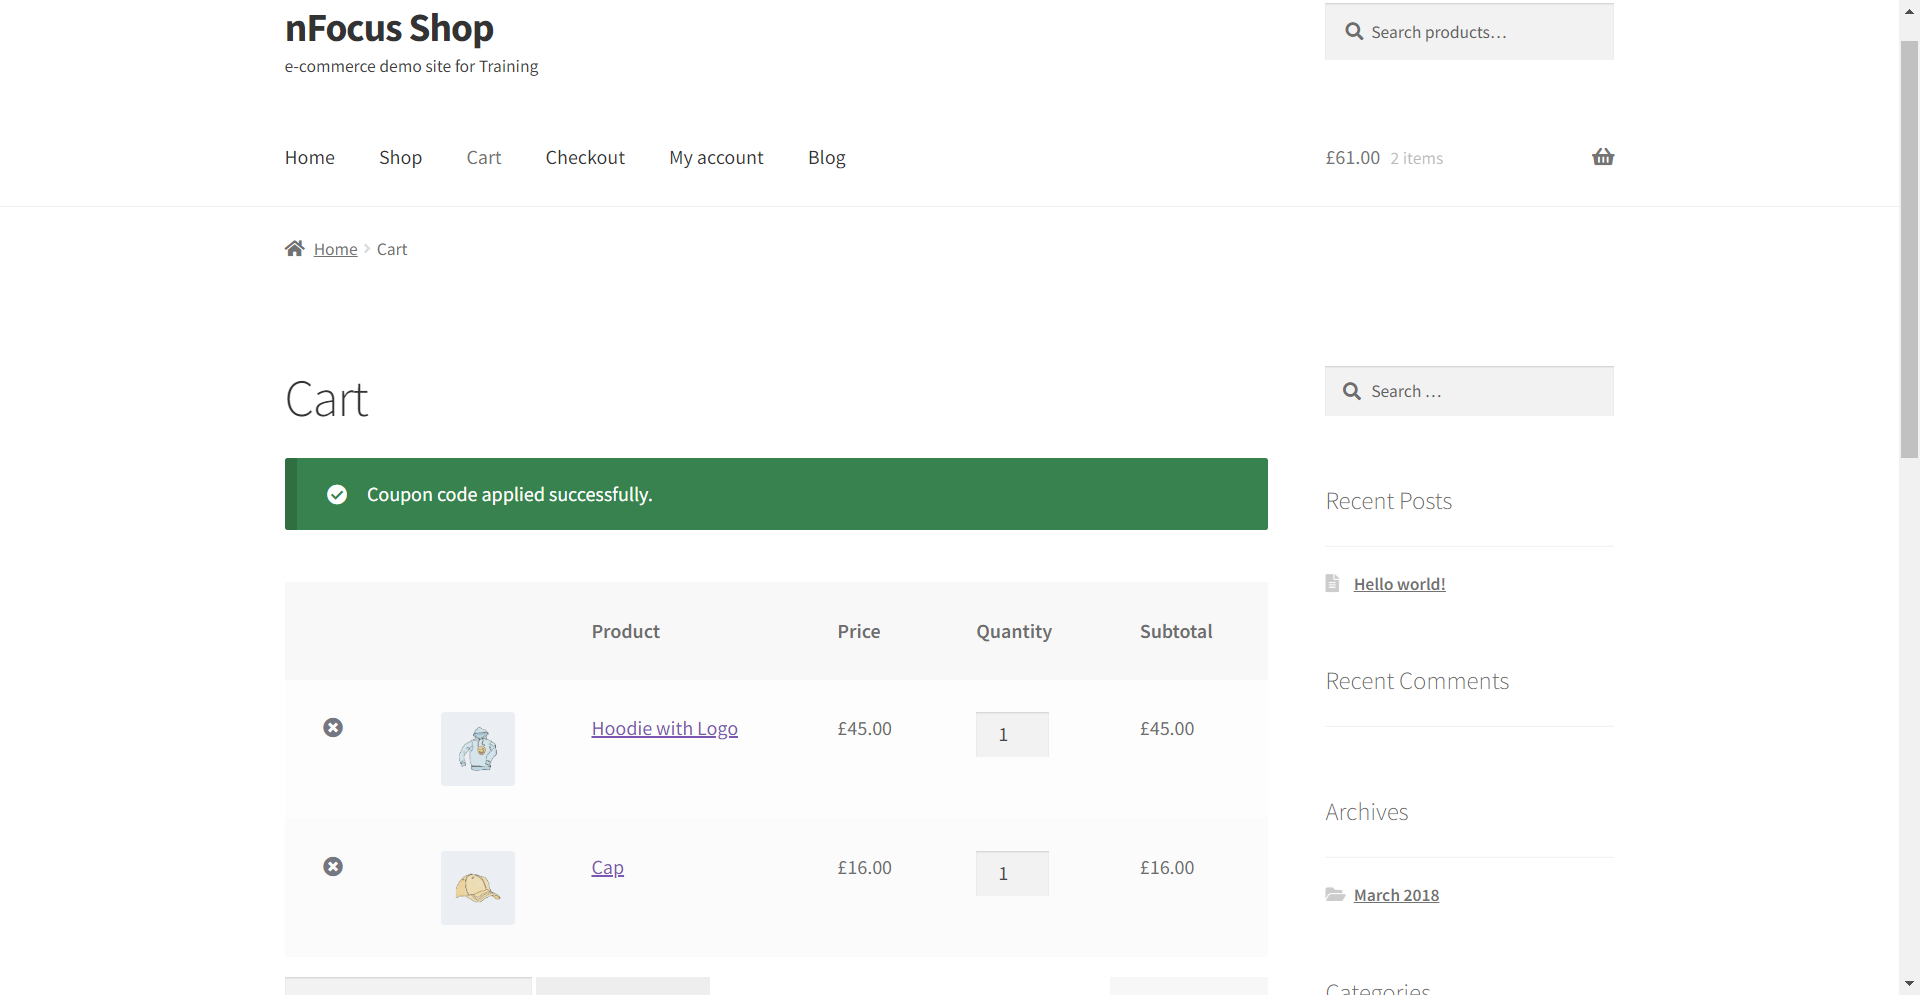 nFocus Shop
e-commerce demo site for Training
Search products…
Home Shop Cart Checkout My account Blog
£61.00 2 items
Home Cart
Cart
Coupon code applied successfully.
Product Price Quantity Subtotal
Hoodie with Logo £45.00 1 £45.00
Cap £16.00 1 £16.00
Search …
Recent Posts
Hello world!
Recent Comments
Archives
March 2018
Categories